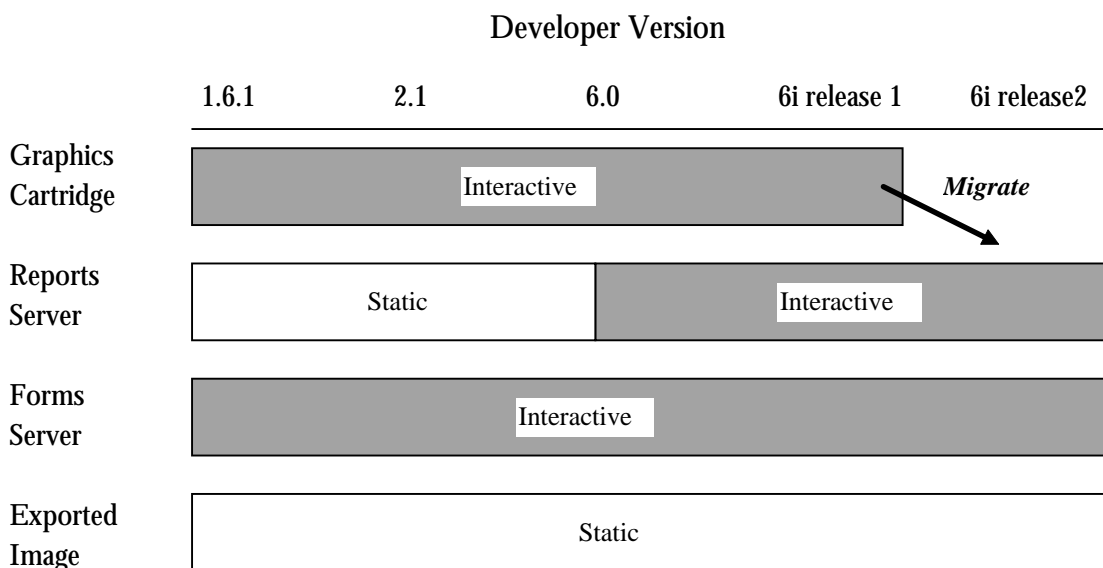 Developer Version
1.6.1 2.1 6.0 6i release 1 6i release2
Graphics
Cartridge
Interactive
Migrate
Reports
Server
Static
Interactive
Forms
Server
Interactive
Exported
Image
Static